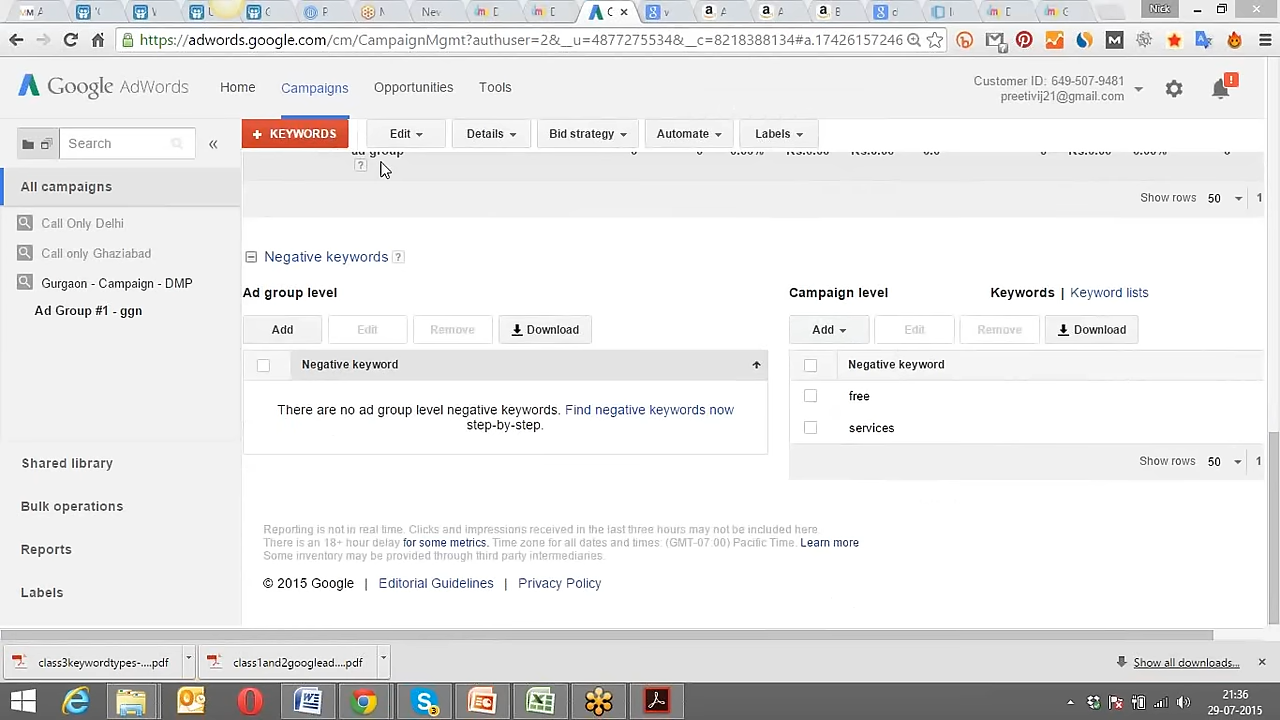 Nick
https://adwords.google.com/cm/CampaignMgmt?authuser=2&__u=4877275534&__c=8218388134#a.17426157246
Google AdWords
Home
Campaigns
Opportunities
Tools
Customer ID: 649-507-9481
preetivij21@gmail.com
Search
+ KEYWORDS
Edit
Details
Bid strategy
Automate
Labels
ad group
?
Show rows 50 1
All campaigns
Call Only Delhi
Call only Ghaziabad
Gurgaon - Campaign - DMP
Ad Group #1 - ggn
Shared library
Bulk operations
Reports
Labels
Negative keywords ?
Ad group level
Add
Edit
Remove
Download
Negative keyword
There are no ad group level negative keywords. Find negative keywords now
step-by-step.
Campaign level
Keywords | Keyword lists
Add
Edit
Remove
Download
Negative keyword
free
services
Show rows 50 1
Reporting is not in real time. Clicks and impressions received in the last three hours may not be included here.
There is an 18+ hour delay for some metrics. Time zone for all dates and times: (GMT-07:00) Pacific Time. Learn more
Some inventory may be provided through third party intermediaries.
© 2015 Google | Editorial Guidelines | Privacy Policy
class3keywordtypes-....pdf
class1and2googlead....pdf
Show all downloads...
21:36
29-07-2015